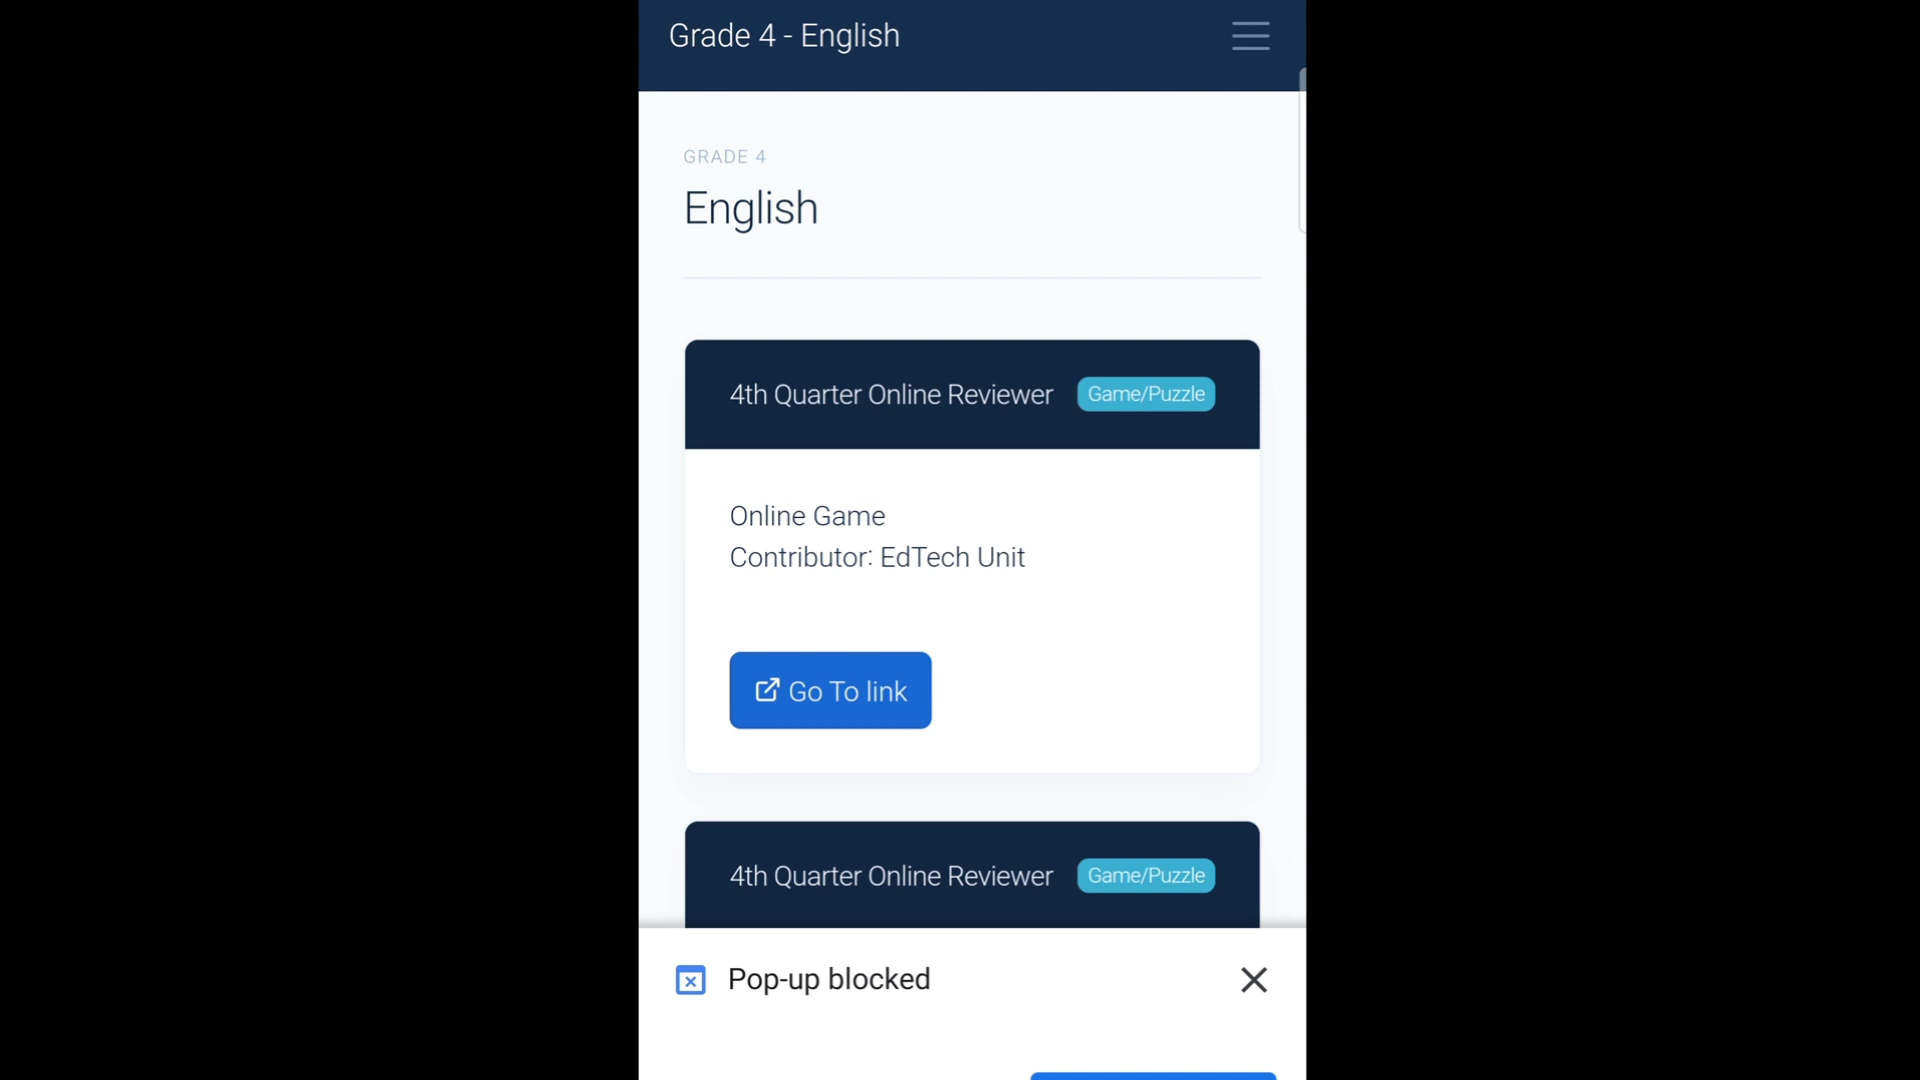 Grade 4 - English
GRADE 4
English
4th Quarter Online Reviewer Game/Puzzle
Online Game
Contributor: EdTech Unit
Go To link
4th Quarter Online Reviewer Game/Puzzle
Pop-up blocked